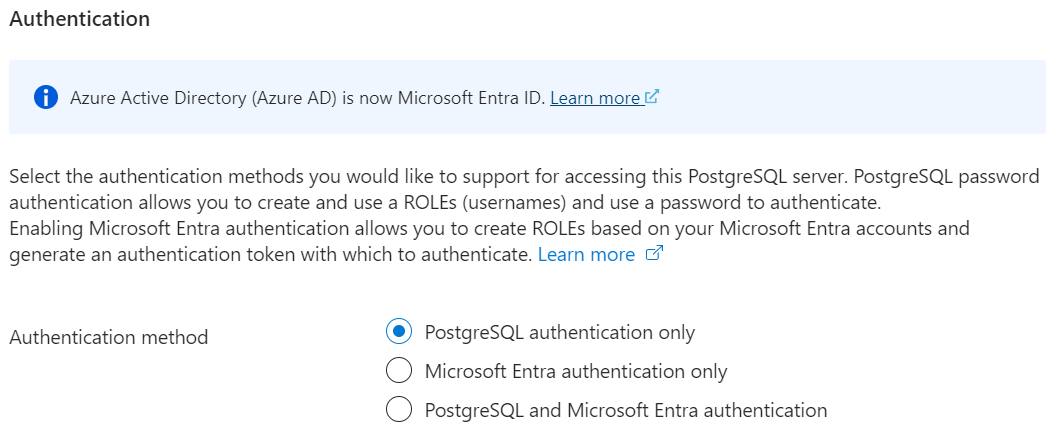 Authentication
Azure Active Directory (Azure AD) is now Microsoft Entra ID. Learn more
Select the authentication methods you would like to support for accessing this PostgreSQL server. PostgreSQL password
authentication allows you to create and use a ROLEs (usernames) and use a password to authenticate.
Enabling Microsoft Entra authentication allows you to create ROLEs based on your Microsoft Entra accounts and
generate an authentication token with which to authenticate. Learn more
Authentication method
PostgreSQL authentication only
Microsoft Entra authentication only
PostgreSQL and Microsoft Entra authentication